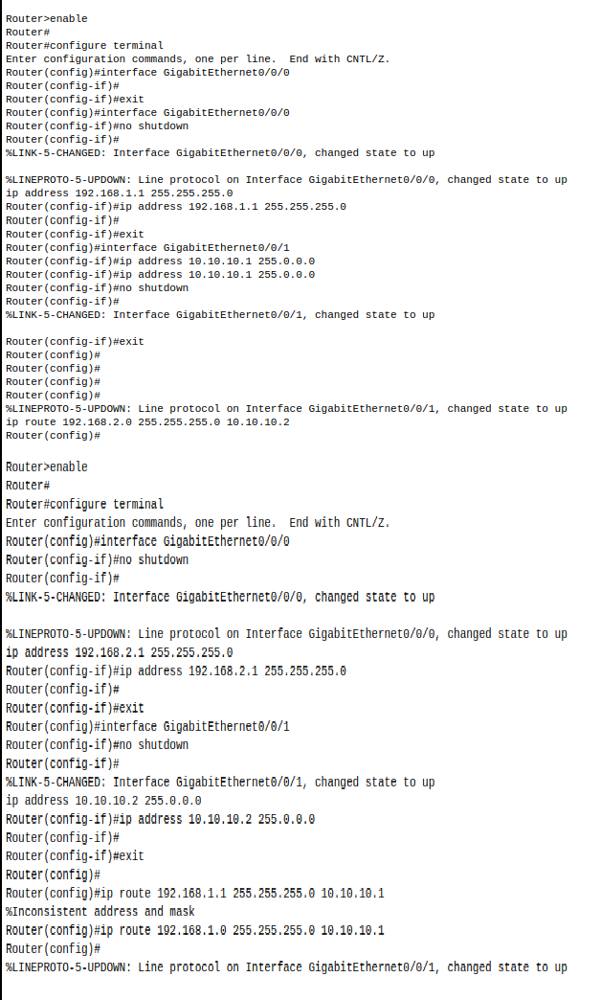 Router>enable
Router#
Router#configure terminal
Enter configuration commands, one per line.  End with CNTL/Z.
Router(config)#interface GigabitEthernet0/0/0
Router(config-if)#
Router(config-if)#exit
Router(config)#interface GigabitEthernet0/0/0
Router(config-if)#no shutdown
Router(config-if)#
%LINK-5-CHANGED: Interface GigabitEthernet0/0/0, changed state to up
%LINEPROTO-5-UPDOWN: Line protocol on Interface GigabitEthernet0/0/0, changed state to up
ip address 192.168.1.1 255.255.255.0
Router(config-if)#ip address 192.168.1.1 255.255.255.0
Router(config-if)#
Router(config-if)#exit
Router(config)#interface GigabitEthernet0/0/1
Router(config-if)#ip address 10.10.10.1 255.0.0.0
Router(config-if)#ip address 10.10.10.1 255.0.0.0
Router(config-if)#no shutdown
Router(config-if)#
%LINK-5-CHANGED: Interface GigabitEthernet0/0/1, changed state to up
Router(config-if)#exit
Router(config)#
Router(config)#
Router(config)#
Router(config)#
%LINEPROTO-5-UPDOWN: Line protocol on Interface GigabitEthernet0/0/1, changed state to up
ip route 192.168.2.0 255.255.255.0 10.10.10.2
Router(config)#
Router>enable
Router#
Router#configure terminal
Enter configuration commands, one per line.  End with CNTL/Z.
Router(config)#interface GigabitEthernet0/0/0
Router(config-if)#no shutdown
Router(config-if)#
%LINK-5-CHANGED: Interface GigabitEthernet0/0/0, changed state to up
%LINEPROTO-5-UPDOWN: Line protocol on Interface GigabitEthernet0/0/0, changed state to up
ip address 192.168.2.1 255.255.255.0
Router(config-if)#ip address 192.168.2.1 255.255.255.0
Router(config-if)#
Router(config-if)#exit
Router(config)#interface GigabitEthernet0/0/1
Router(config-if)#no shutdown
Router(config-if)#
%LINK-5-CHANGED: Interface GigabitEthernet0/0/1, changed state to up
ip address 10.10.10.2 255.0.0.0
Router(config-if)#ip address 10.10.10.2 255.0.0.0
Router(config-if)#
Router(config-if)#exit
Router(config)#
Router(config)#ip route 192.168.1.1 255.255.255.0 10.10.10.1
%Inconsistent address and mask
Router(config)#ip route 192.168.1.0 255.255.255.0 10.10.10.1
Router(config)#
%LINEPROTO-5-UPDOWN: Line protocol on Interface GigabitEthernet0/0/1, changed state to up